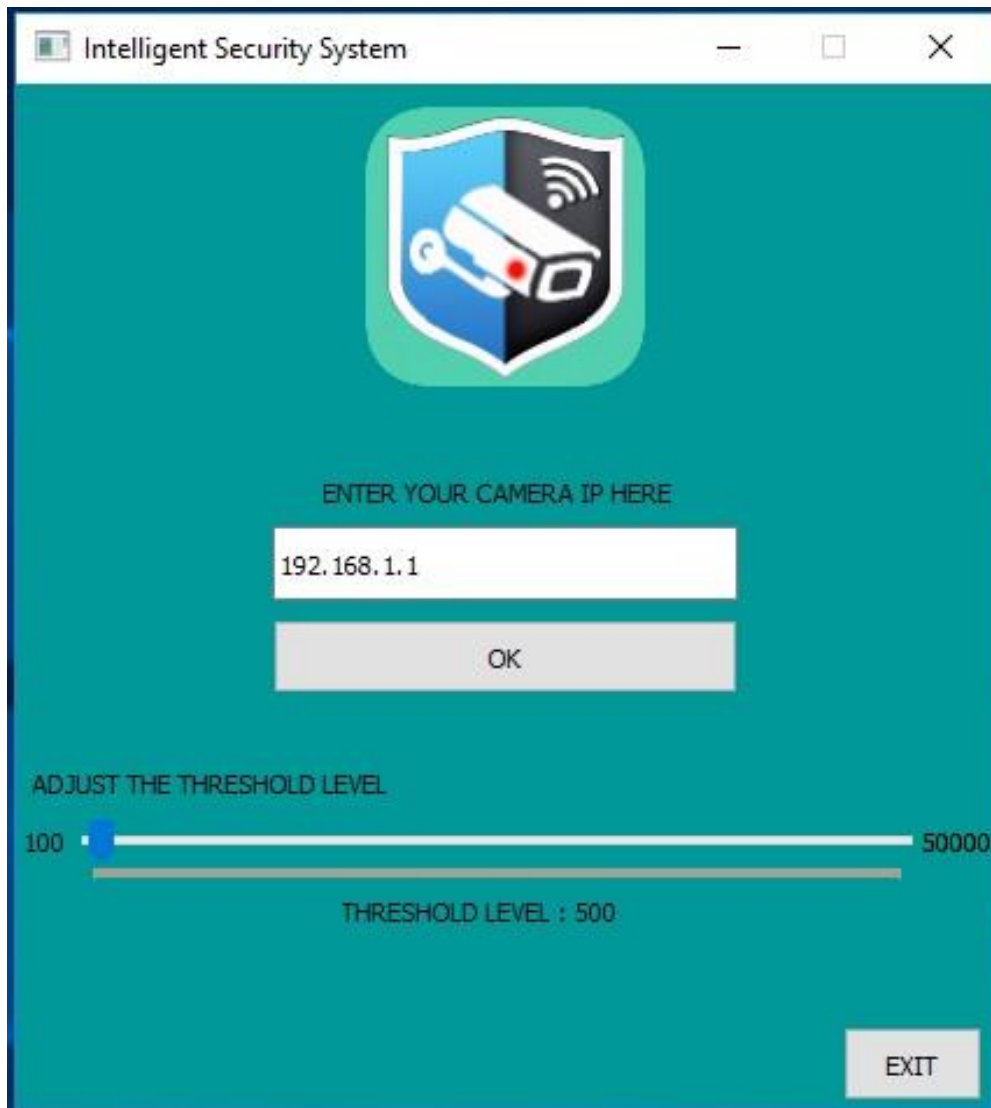 Intelligent Security System
ENTER YOUR CAMERA IP HERE
192.168.1.1
OK
ADJUST THE THRESHOLD LEVEL
100 50000
THRESHOLD LEVEL : 500
EXIT